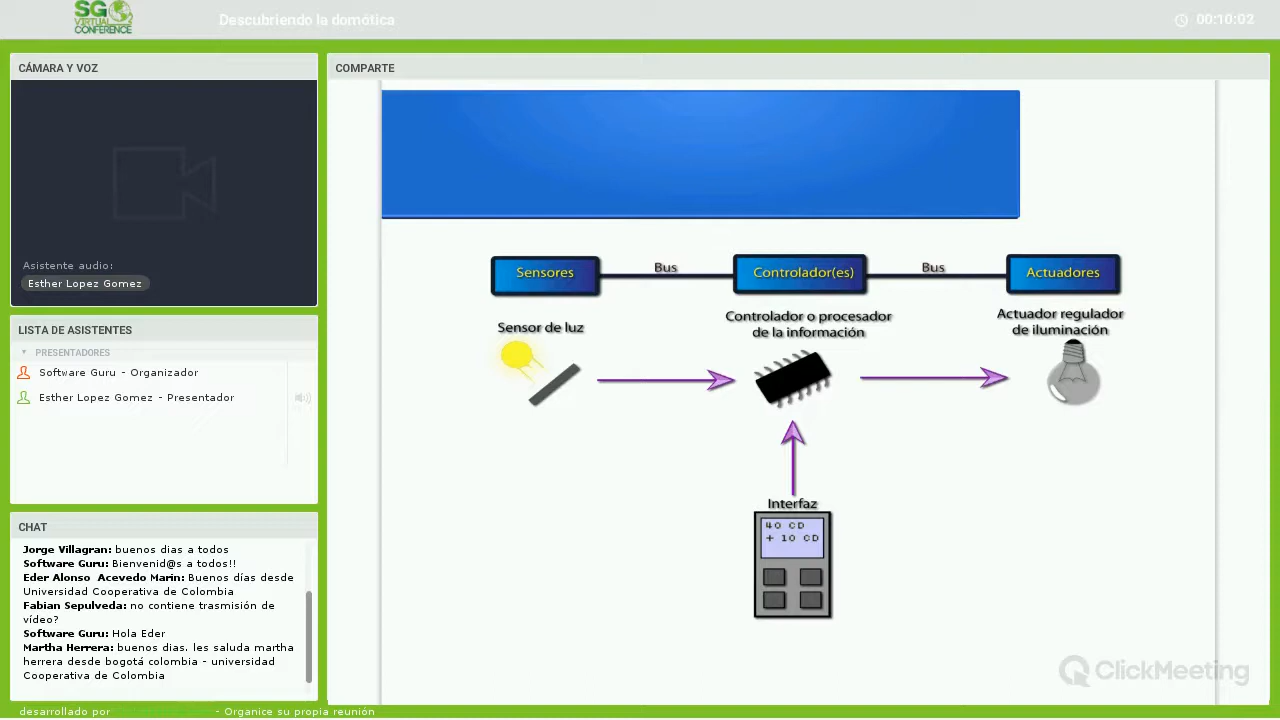 SG
VIRTUAL
CONFERENCE
Descubriendo la domótica
00:10:02
CÁMARA Y VOZ
Asistente audio:
Esther Lopez Gomez
LISTA DE ASISTENTES
PRESENTADORES
Software Guru - Organizador
Esther Lopez Gomez - Presentador
CHAT
Jorge Villagran: buenos dias a todos
Software Guru: Bienvenid@s a todos!!
Eder Alonso Acevedo Marin: Buenos días desde
Universidad Cooperativa de Colombia
Fabian Sepulveda: no contiene trasmisión de
vídeo?
Software Guru: Hola Eder
Martha Herrera: buenos dias. les saluda martha
herrera desde bogotá colombia - universidad
Cooperativa de Colombia
COMPARTE
Sensores
Bus
Controlador(es)
Bus
Actuadores
Sensor de luz
Controlador o procesador
de la información
Actuador regulador
de iluminación
Interfaz
40 CD
+ 10 CD
ClickMeeting
desarrollado por
- Organice su propia reunión